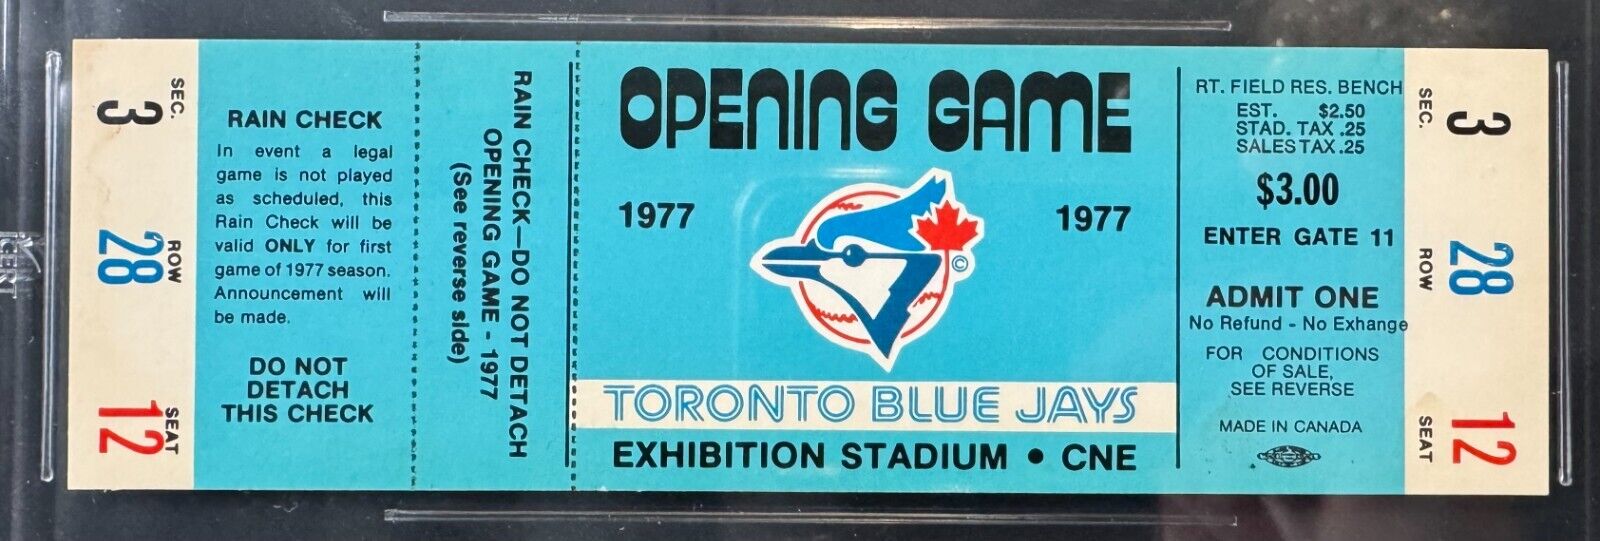 SEC.
3
ROW
28
SEAT
12
RAIN CHECK
In event a legal
game is not played
as scheduled, this
Rain Check will be
valid ONLY for first
game of 1977 season.
Announcement will
be made.
DO NOT
DETACH
THIS CHECK
RAIN CHECK—DO NOT DETACH
OPENING GAME - 1977
(See reverse side)
OPENING GAME
1977
1977
©
TORONTO BLUE JAYS
EXHIBITION STADIUM • CNE
RT. FIELD RES. BENCH
EST. $2.50
STAD. TAX .25
SALES TAX .25
$3.00
ENTER GATE 11
ADMIT ONE
No Refund - No Exhange
FOR CONDITIONS
OF SALE,
SEE REVERSE
MADE IN CANADA
SEC.
3
ROW
28
SEAT
12